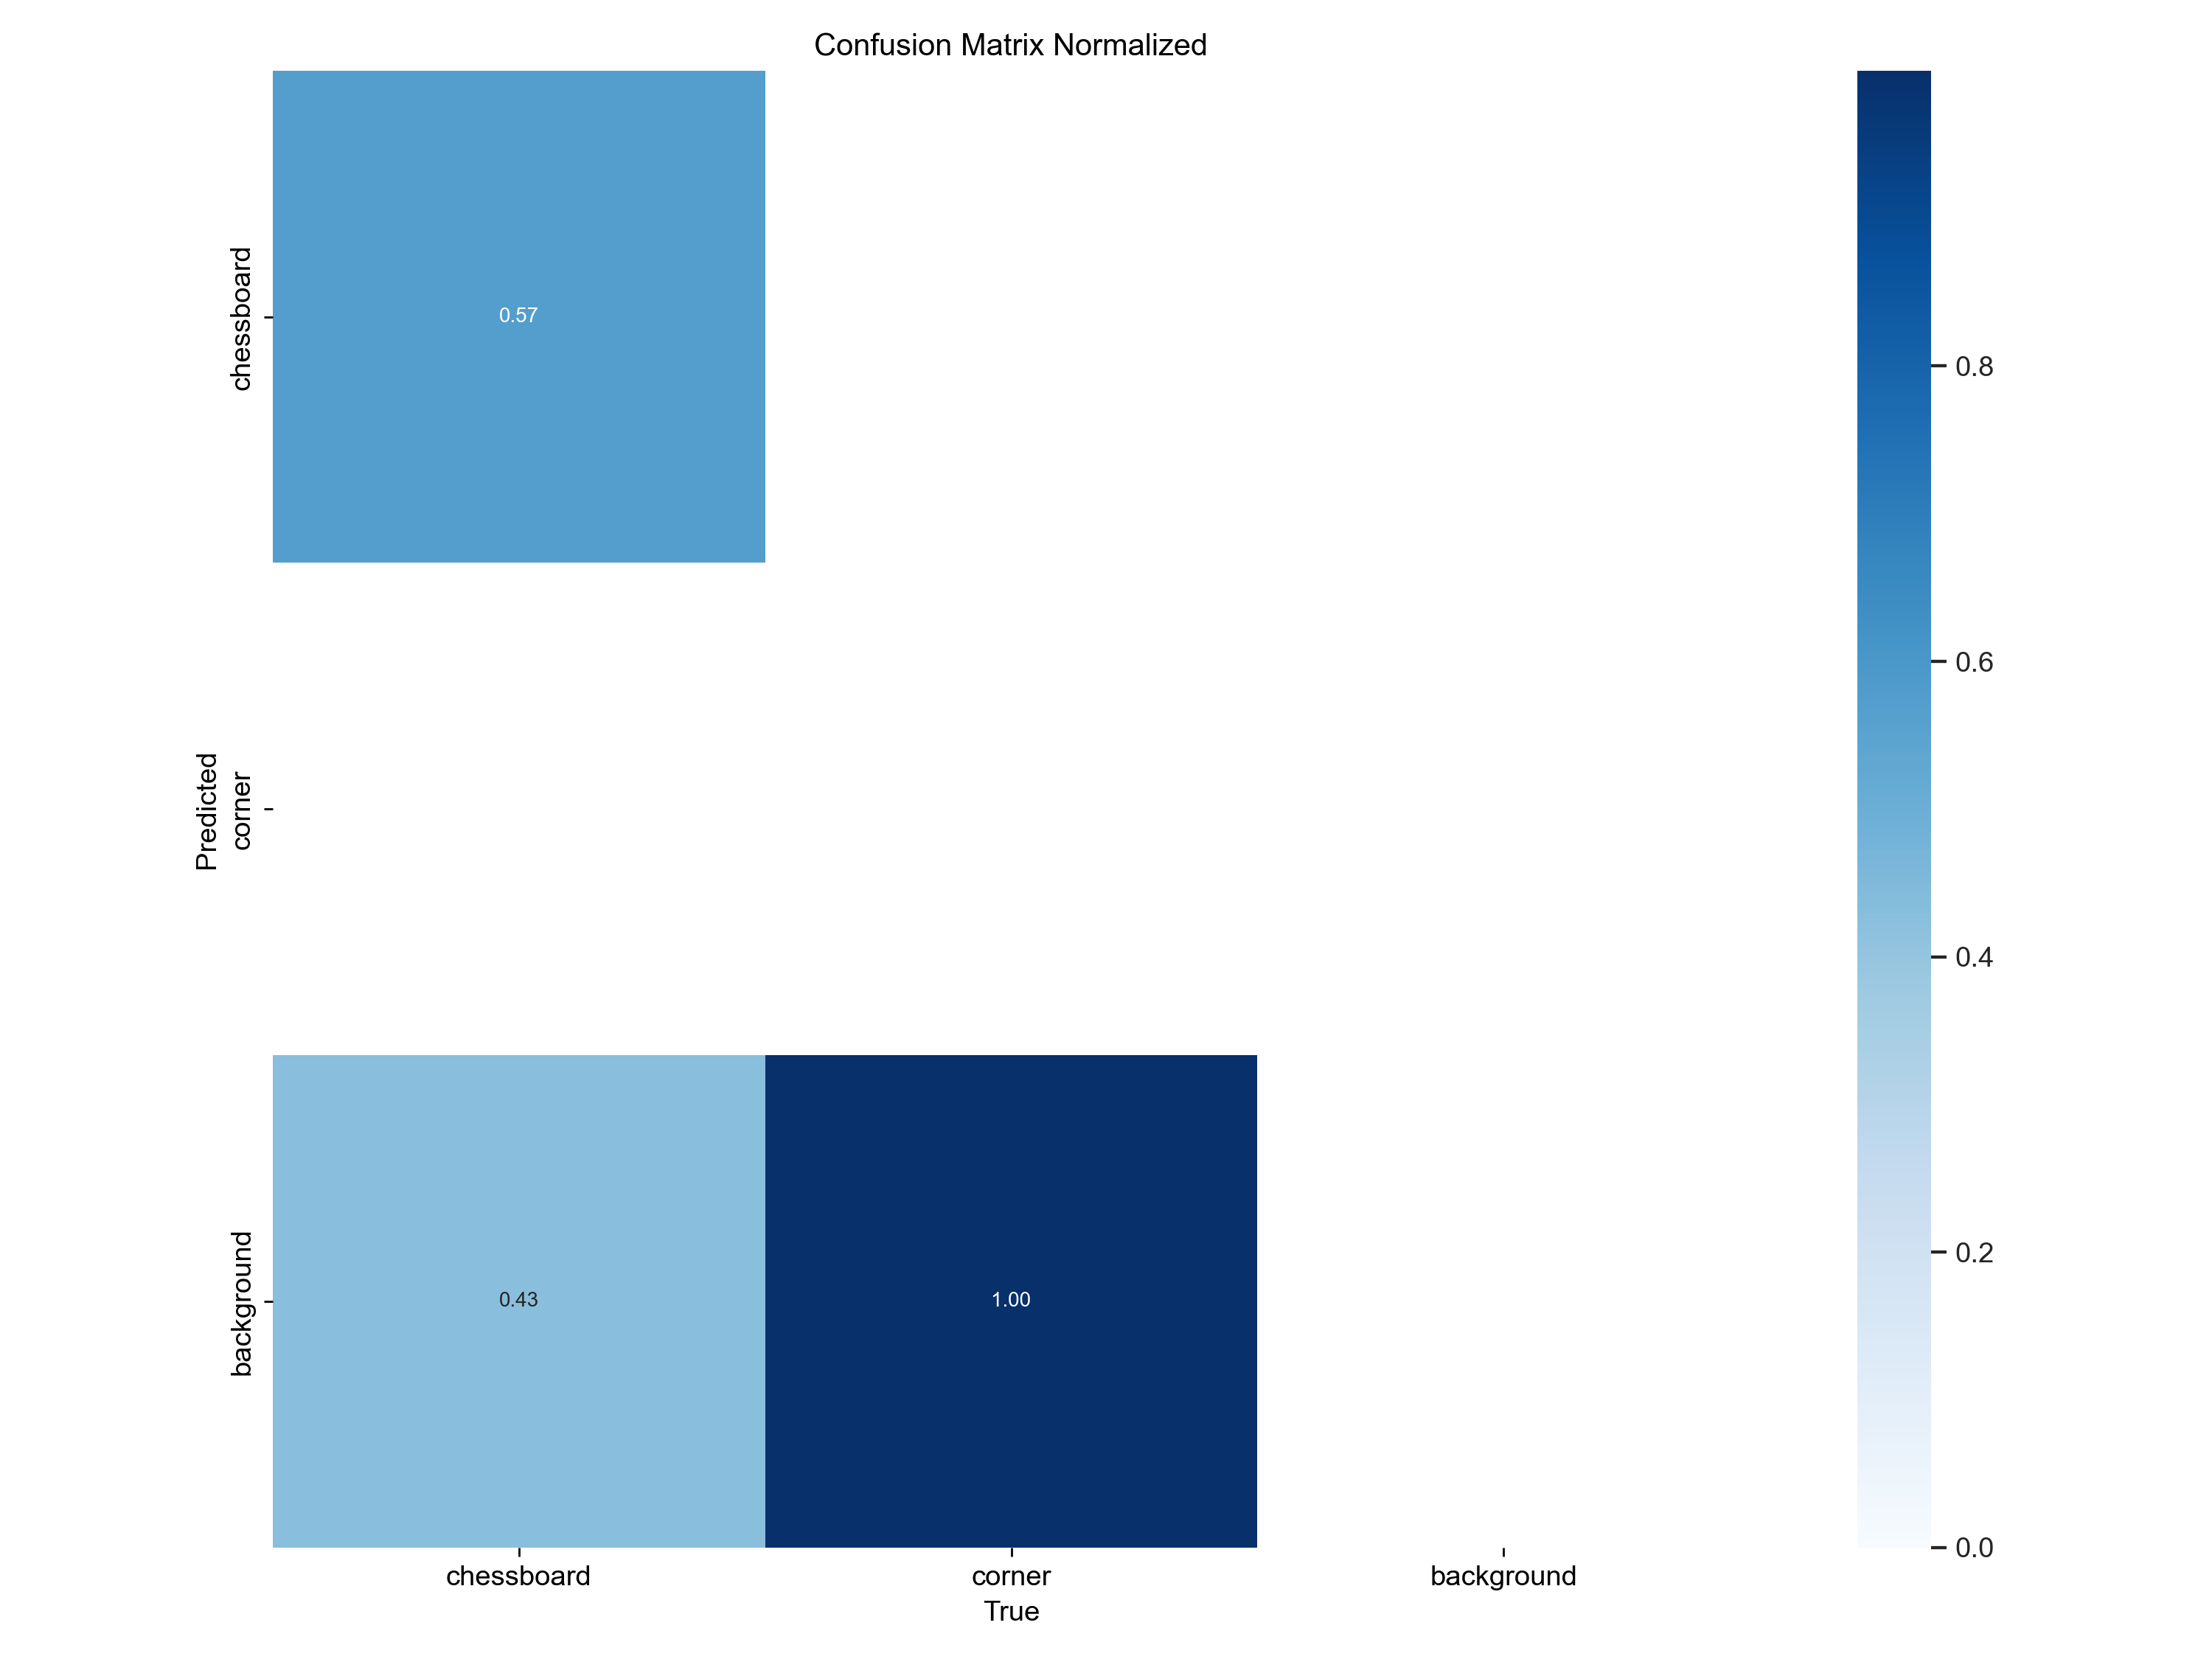 Confusion Matrix Normalized
chessboard
0.57
0.8
0.6
Predicted
corner
0.4
background
0.43
1.00
0.2
0.0
chessboard
corner
background
True